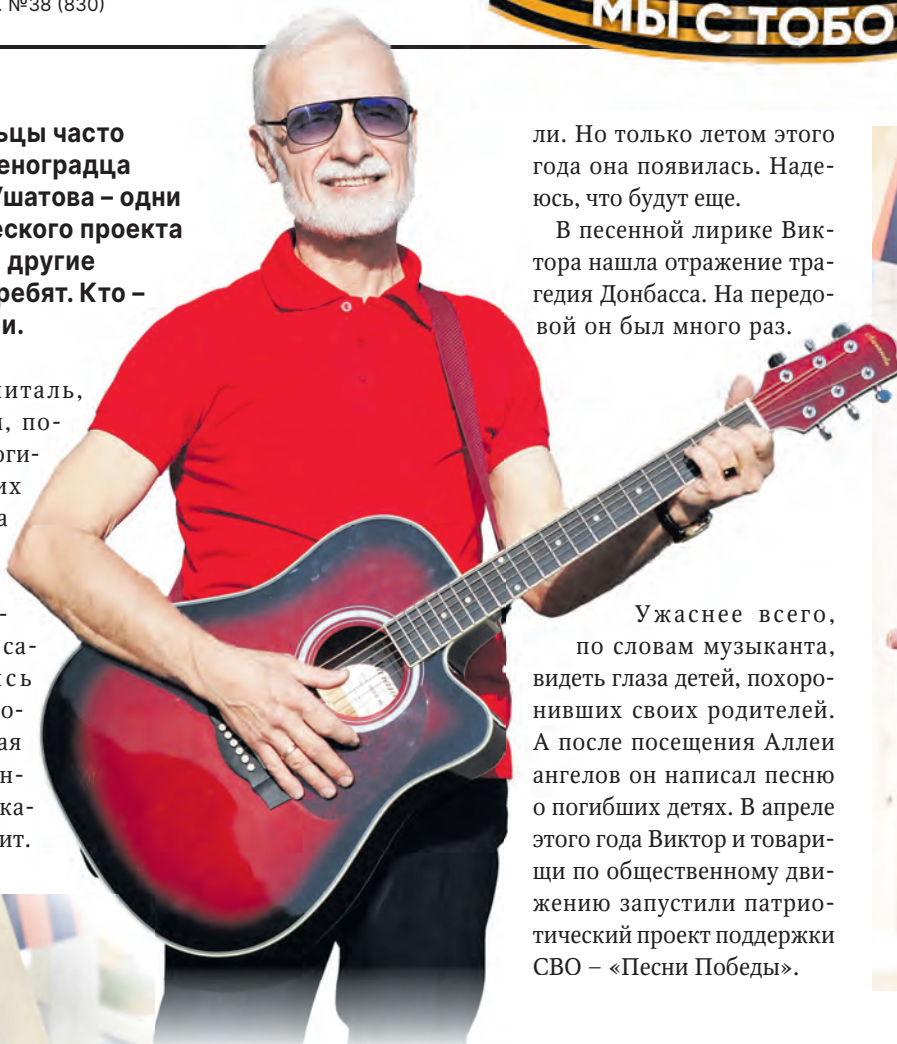 №38 (830)
МЫ С ТОБО
ьцы часто
еноградца
Ушатова – одни
еского проекта
другие
ребят. Кто –
и.
италь,
, по-
оги-
их
а
-
са-
сь
о-
ая
н-
ка-
ит.
ли. Но только летом этого
года она появилась. Наде-
юсь, что будут еще.
В песенной лирике Вик-
тора нашла отражение тра-
гедия Донбасса. На передо-
вой он был много раз.
Ужаснее всего,
по словам музыканта,
видеть глаза детей, похоро-
нивших своих родителей.
А после посещения Аллеи
ангелов он написал песню
о погибших детях. В апреле
этого года Виктор и товари-
щи по общественному дви-
жению запустили патрио-
тический проект поддержки
СВО – «Песни Победы».